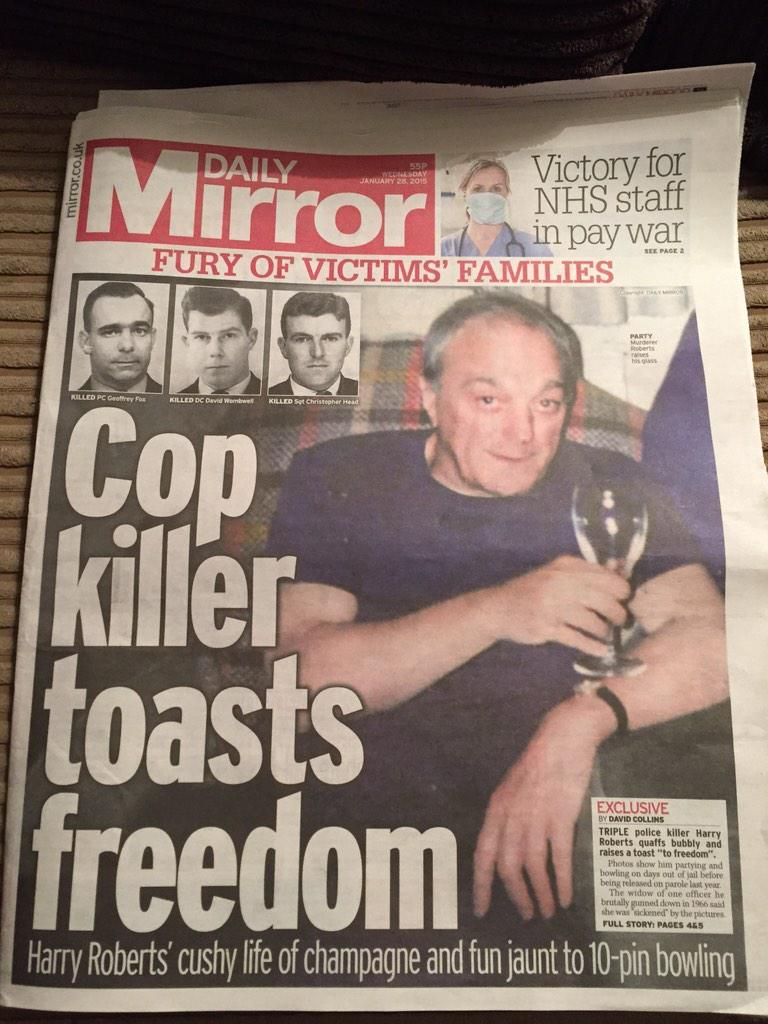 mirror.co.uk
DAILY
Mirror
55P
WEDNESDAY
JANUARY 28, 2015
Victory for
NHS staff
in pay war
SEE PAGE 2
FURY OF VICTIMS' FAMILIES
KILLED PC Geoffrey Fox
KILLED DC David Wombwell
KILLED Sgt Christopher Head
Copyright DAILY MIRROR
PARTY
Murderer
Roberts
raises
his glass
Cop
killer
toasts
freedom
EXCLUSIVE
BY DAVID COLLINS
TRIPLE police killer Harry
Roberts quaffs bubbly and
raises a toast "to freedom".
Photos show him partying and
bowling on days out of jail before
being released on parole last year.
The widow of one officer he
brutally gunned down in 1966 said
she was "sickened" by the pictures.
FULL STORY: PAGES 4&5
Harry Roberts' cushy life of champagne and fun jaunt to 10-pin bowling